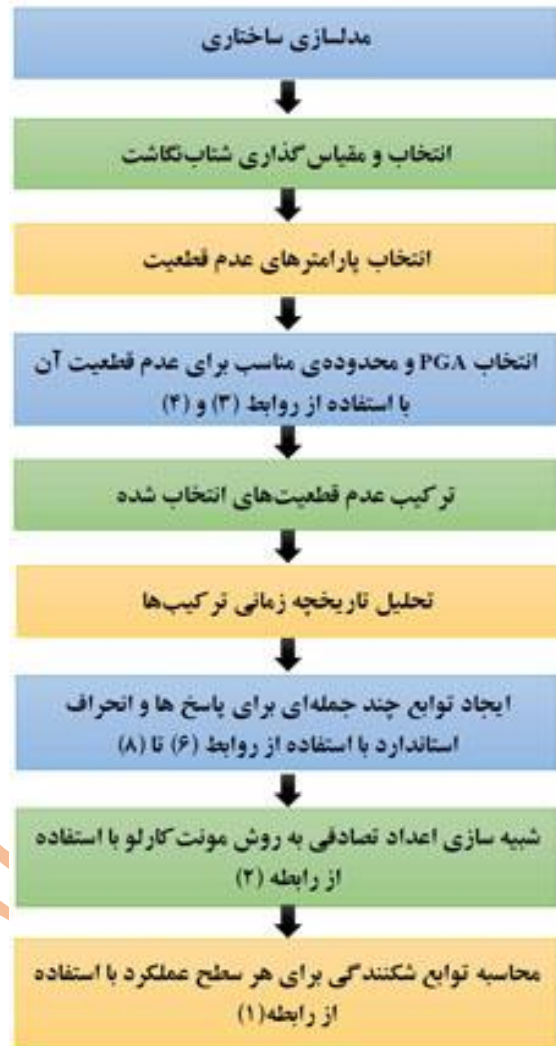 مدلسازی ساختاری
انتخاب و مقیاس گذاری شتاب‌نگاشت
انتخاب پارامترهای عدم قطعیت
انتخاب PGA و محدوده‌ی مناسب برای عدم قطعیت آن
با استفاده از روابط (۳) و (۴)
ترکیب عدم قطعیت‌های انتخاب شده
تحلیل تاریخچه زمانی ترکیب‌ها
ایجاد توابع چند جمله‌ای برای پاسخ ها و انحراف
استاندارد با استفاده از روابط (۶) تا (۸)
شبیه سازی اعداد تصادفی به روش مونت کارلو با استفاده
از رابطه (۲)
محاسبه توابع شکنندگی برای هر سطح عملکرد با استفاده
از رابطه(۱)